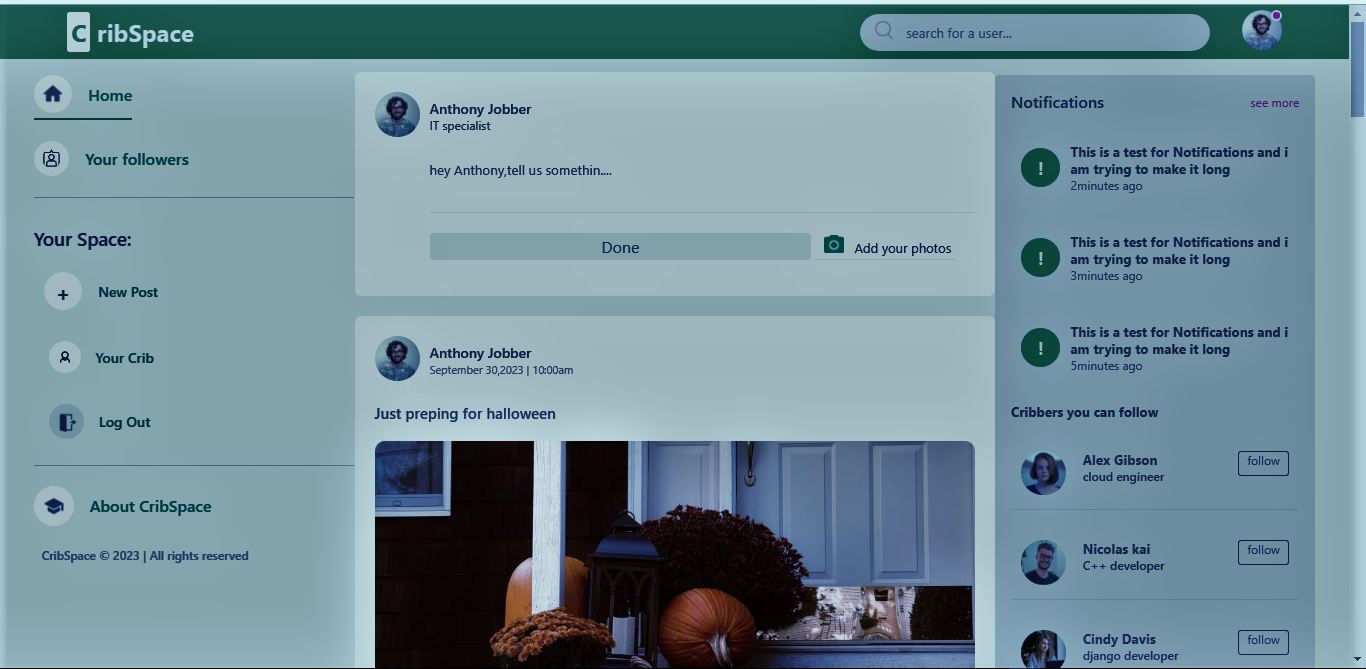 CribSpace
search for a user...
Home
Your followers
Your Space:
New Post
Your Crib
Log Out
About CribSpace
CribSpace © 2023 | All rights reserved
Anthony Jobber
IT specialist
hey Anthony,tell us somethin....
Done
Add your photos
Anthony Jobber
September 30,2023 | 10:00am
Just preping for halloween
Notifications
see more
This is a test for Notifications and i
am trying to make it long
2minutes ago
This is a test for Notifications and i
am trying to make it long
3minutes ago
This is a test for Notifications and i
am trying to make it long
5minutes ago
Cribbers you can follow
Alex Gibson
cloud engineer
follow
Nicolas kai
C++ developer
follow
Cindy Davis
django developer
follow